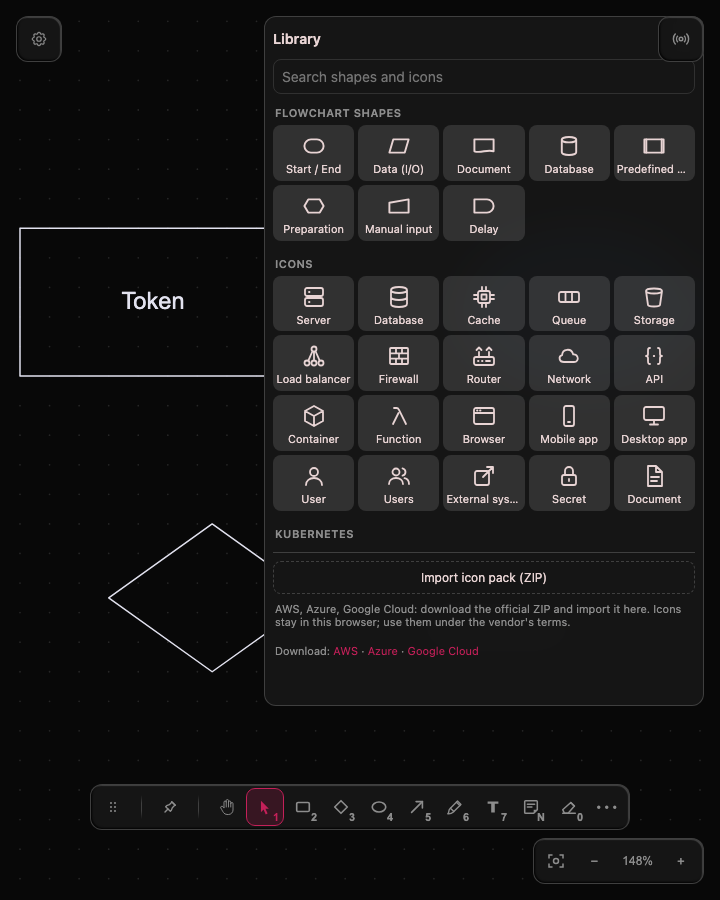 Library
Search shapes and icons
FLOWCHART SHAPES
Start / End
Data (I/O)
Document
Database
Predefined ...
Preparation
Manual input
Delay
Token
ICONS
Server
Database
Cache
Queue
Storage
Load balancer
Firewall
Router
Network
API
Container
Function
Browser
Mobile app
Desktop app
User
Users
External sys...
Secret
Document
KUBERNETES
Import icon pack (ZIP)
AWS, Azure, Google Cloud: download the official ZIP and import it here. Icons
stay in this browser; use them under the vendor's terms.
Download: AWS · Azure · Google Cloud
1
2
3
4
5
6
T 7
N
0
− 148% +